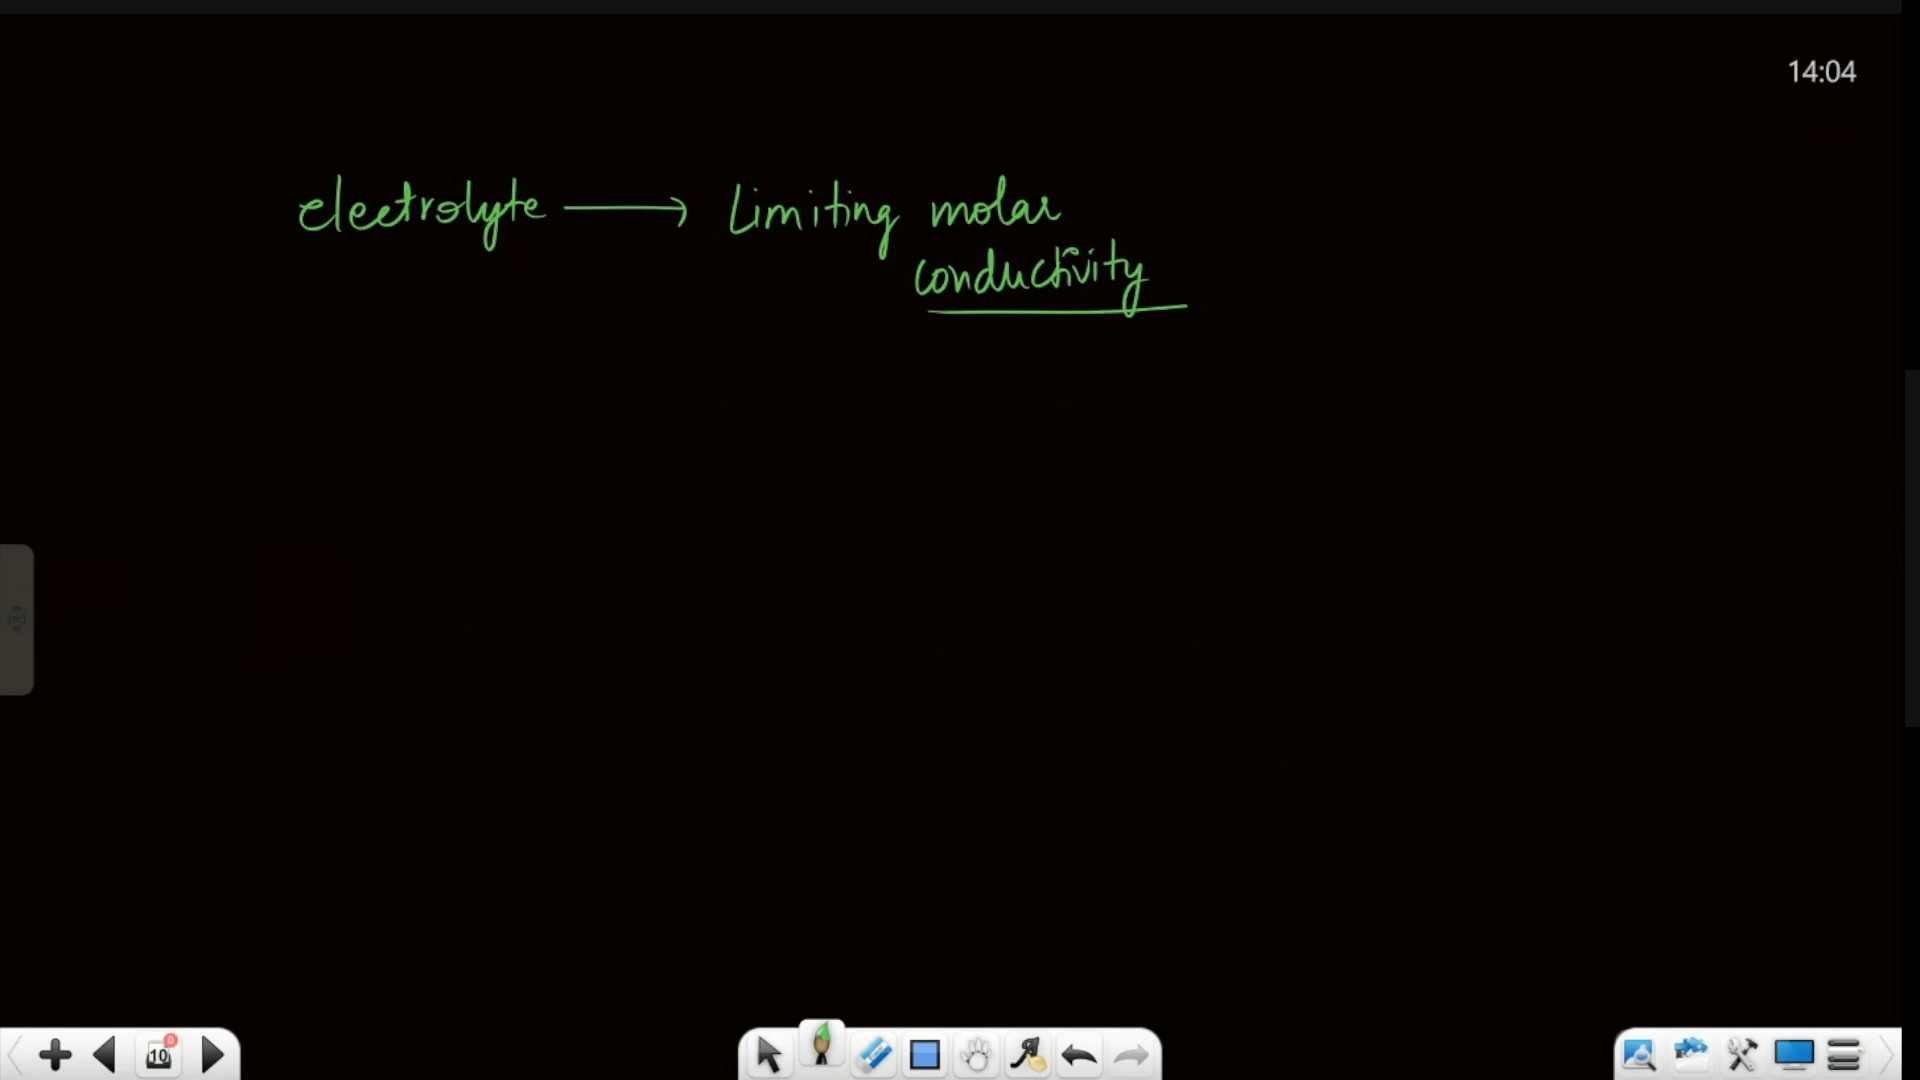 14:04
electrolyte → Limiting molar
conductivity
10